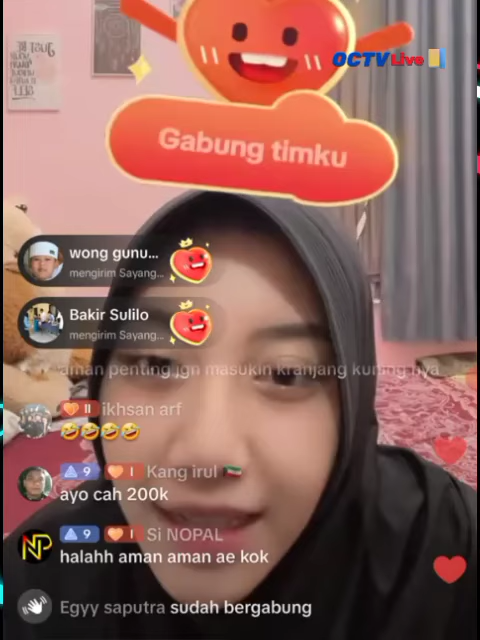 OCTV Live
Gabung timku
wong gunu...
mengirim Sayang...
Bakir Sulilo
mengirim Sayang...
aman penting jgn masukin kranjang kuning
II ikhsan arf
🤣🤣🤣🤣
9 I Kang irul
ayo cah 200k
NP
9 I Si NOPAL
halahh aman aman ae kok
Egyy saputra sudah bergabung